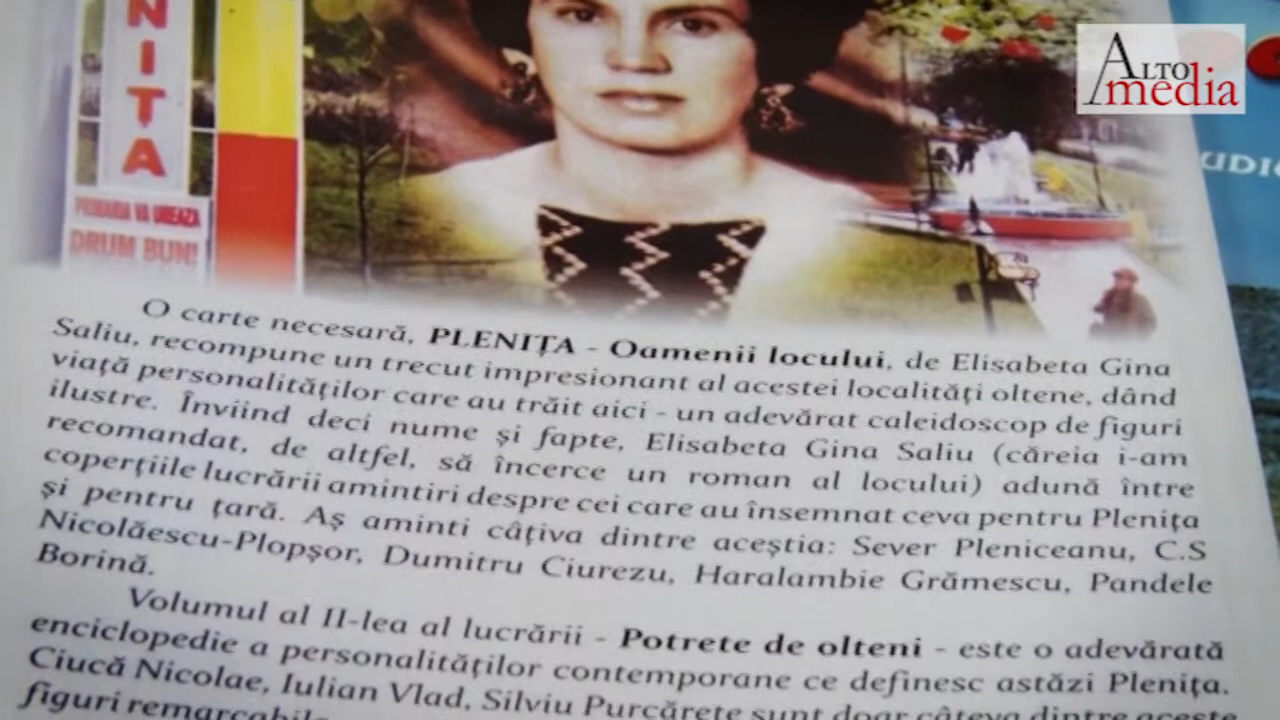 N
I
Ț
A
PRIMARIA VA UREAZA
DRUM BUN!
ALTO
media
UDIO
O carte necesară, PLENIȚA - Oamenii locului, de Elisabeta Gina
Saliu, recompune un trecut impresionant al acestei localități oltene, dând
viață personalităților care au trăit aici - un adevărat caleidoscop de figuri
ilustre. Înviind deci nume și fapte, Elisabeta Gina Saliu (căreia i-am
recomandat, de altfel, să încerce un roman al locului) adună între
coperțiile lucrării amintiri despre cei care au însemnat ceva pentru Plenița
și pentru țară. Aș aminti câțiva dintre aceștia: Sever Pleniceanu, C.S
Nicolăescu-Plopșor, Dumitru Ciurezu, Haralambie Grămescu, Pandele
Borină.
Volumul al II-lea al lucrării - Potrete de olteni - este o adevărată
enciclopedie a personalităților contemporane ce definesc astăzi Plenița.
Ciucă Nicolae, Iulian Vlad, Silviu Purcărete sunt doar câteva dintre aceste
figuri remarcabile